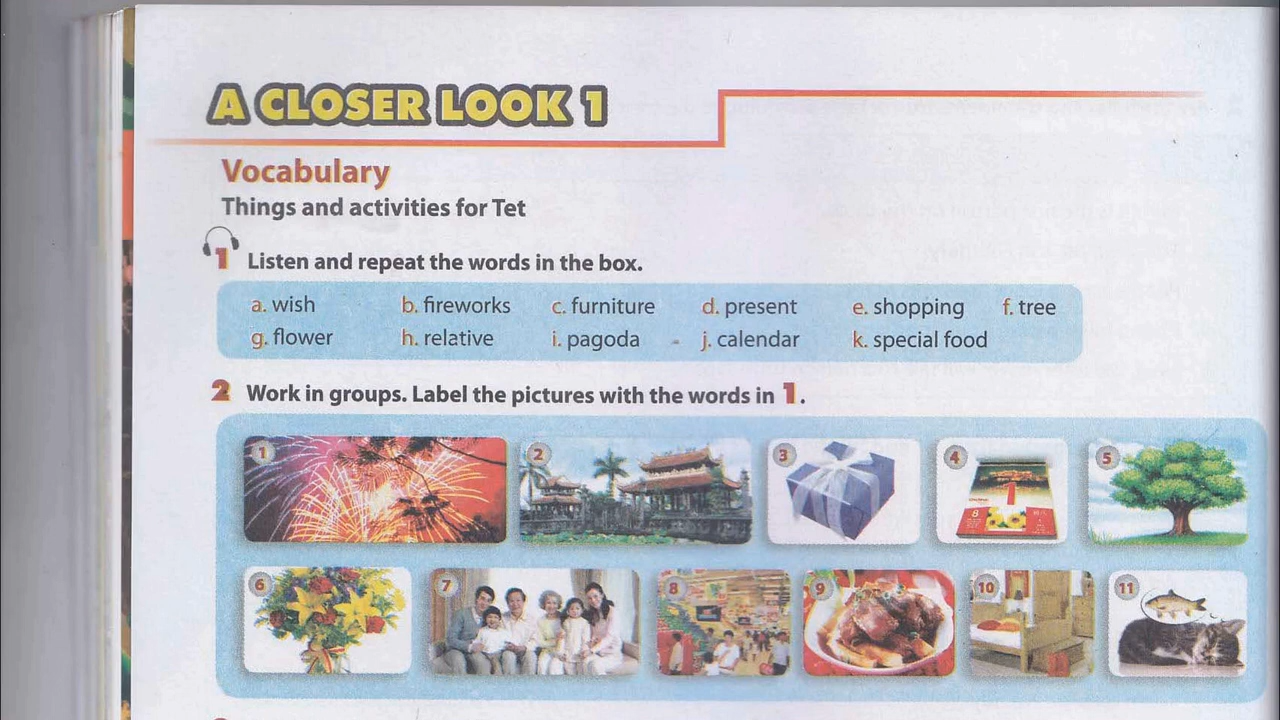 A CLOSER LOOK 1
Vocabulary
Things and activities for Tet
1 Listen and repeat the words in the box.
a. wish b. fireworks c. furniture d. present e. shopping f. tree
g. flower h. relative i. pagoda j. calendar k. special food
2 Work in groups. Label the pictures with the words in 1.
1 2 3 4 5
6 7 8 9 10 11